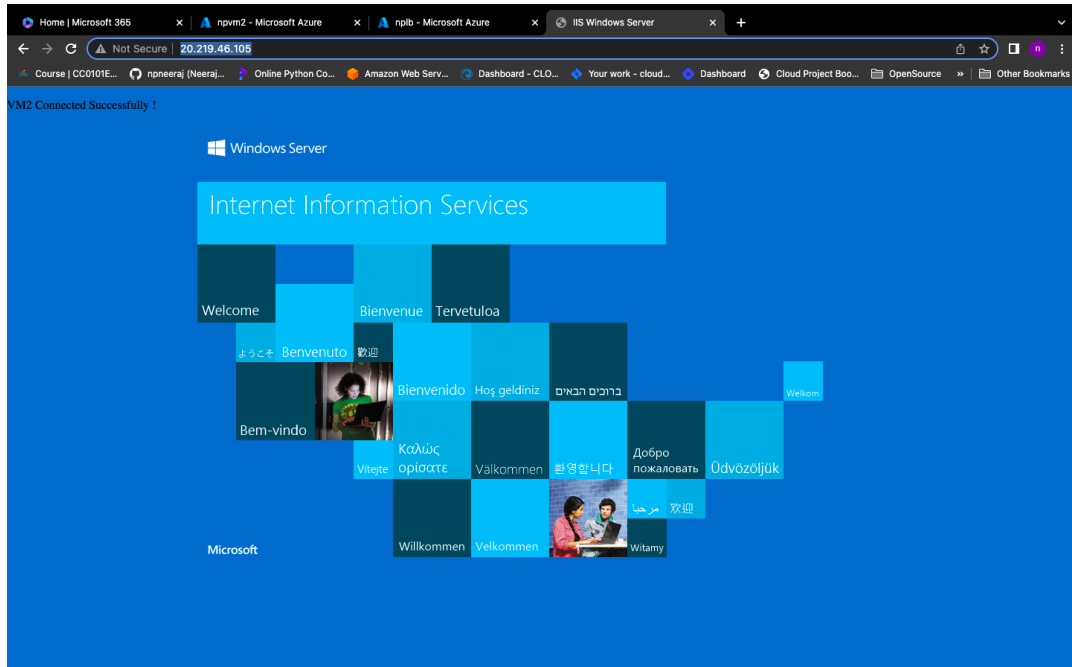 Home | Microsoft 365
npvm2 - Microsoft Azure
nplb - Microsoft Azure
IIS Windows Server
Not Secure
20.219.46.105
n
Course | CC0101E...
npneeraj (Neeraj...
Online Python Co...
Amazon Web Serv...
Dashboard - CLO...
Your work - cloud...
Dashboard
Cloud Project Boo...
OpenSource
»
Other Bookmarks
VM2 Connected Successfully !
Windows Server
Internet Information Services
Welcome
Bienvenue
Tervetuloa
ようこそ
Benvenuto
歡迎
Bienvenido
Hoş geldiniz
ברוכים הבאים
Welkom
Bem-vindo
Vítejte
Καλώς
ορίσατε
Välkommen
환영합니다
Добро
пожаловать
Üdvözöljük
مرحبا
欢迎
Microsoft
Willkommen
Velkommen
Witamy